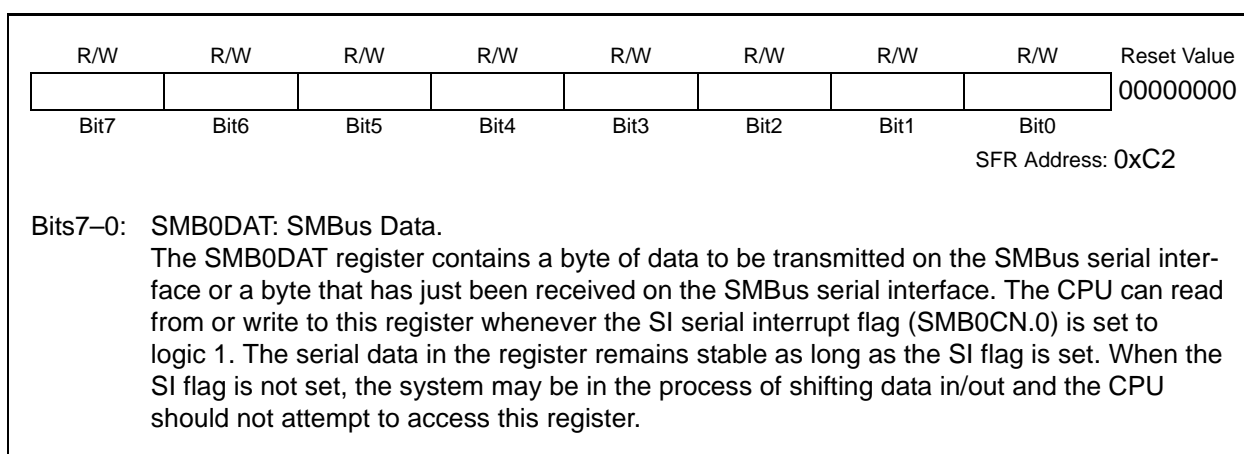 R/W R/W R/W R/W R/W R/W R/W R/W Reset Value
00000000
Bit7 Bit6 Bit5 Bit4 Bit3 Bit2 Bit1 Bit0
SFR Address: 0xC2
Bits7–0: SMB0DAT: SMBus Data.
The SMB0DAT register contains a byte of data to be transmitted on the SMBus serial inter-
face or a byte that has just been received on the SMBus serial interface. The CPU can read
from or write to this register whenever the SI serial interrupt flag (SMB0CN.0) is set to
logic 1. The serial data in the register remains stable as long as the SI flag is set. When the
SI flag is not set, the system may be in the process of shifting data in/out and the CPU
should not attempt to access this register.